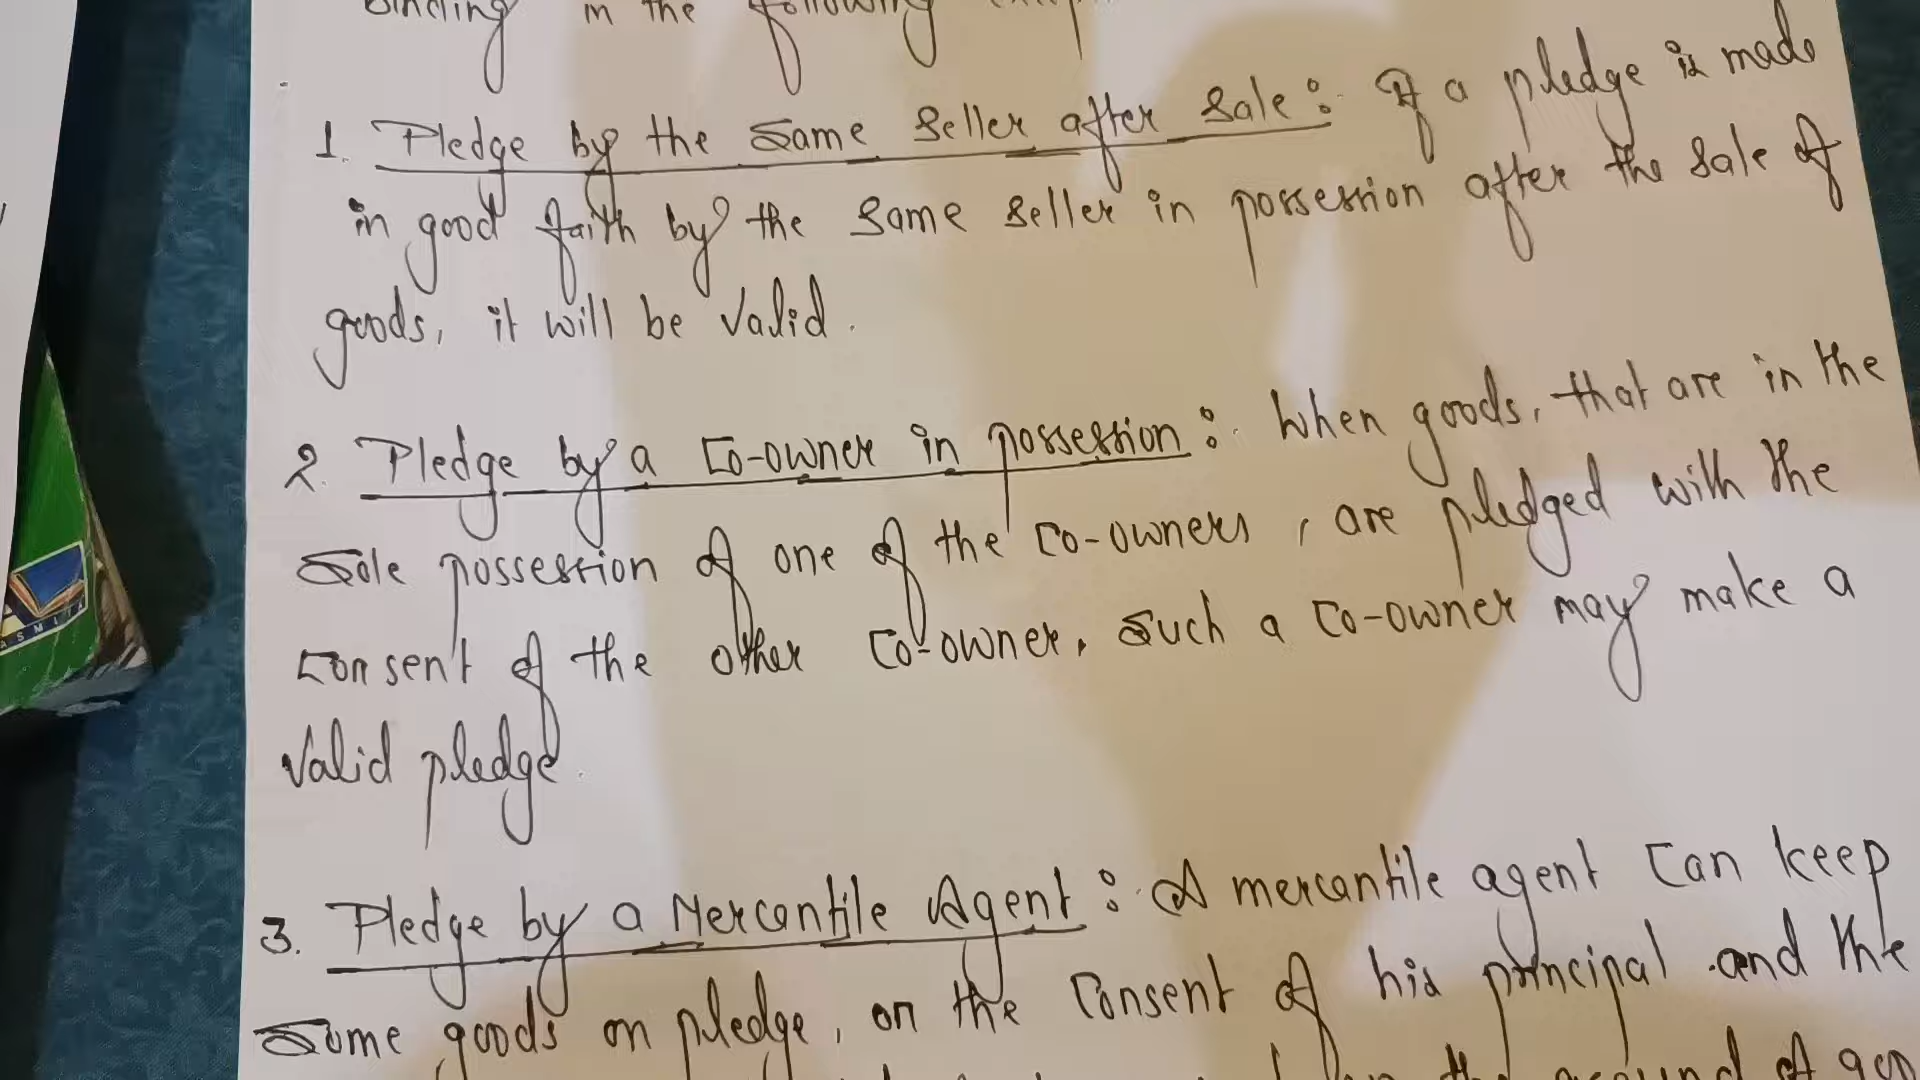 binding in the following
1. Pledge by the Same Seller after Sale: If a pledge is made
in good faith by the same seller in possession after the sale of
goods, it will be valid.
2. Pledge by a Co-owner in possession: When goods, that are in the
Sole possession of one of the co-owners, are pledged with the
consent of the other co-owner, such a co-owner may make a
Valid pledge.
3. Pledge by a Mercantile Agent: A mercantile agent can keep
Some goods on pledge, on the consent of his principal and the
ASMITA